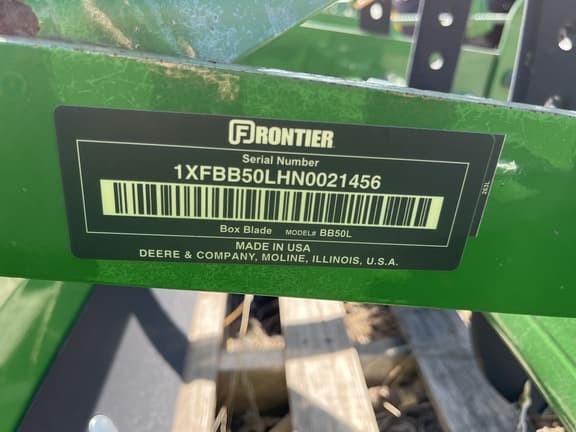 FRONTIER
Serial Number
1XFBB50LHN0021456
Box Blade MODEL# BB50L
MADE IN USA
DEERE & COMPANY, MOLINE, ILLINOIS, U.S.A.